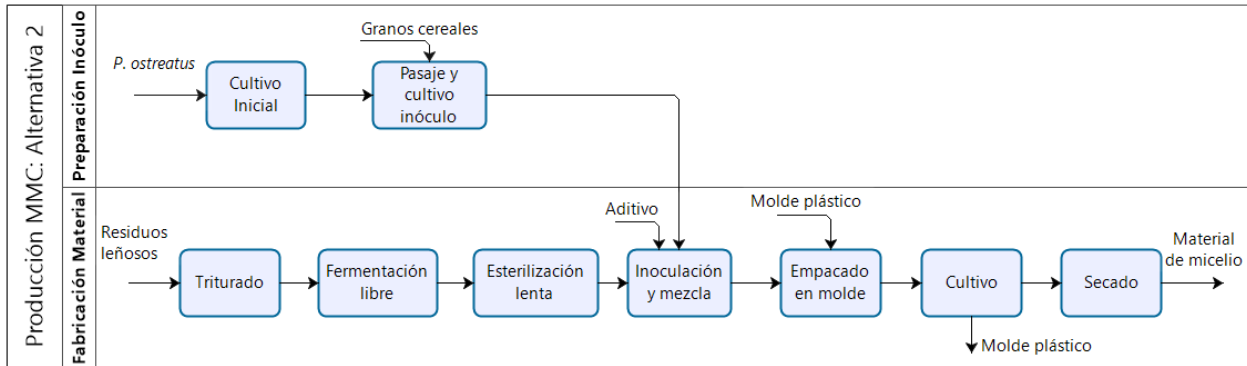 Producción MMC: Alternativa 2
Preparación Inóculo
Granos cereales
P. ostreatus
Cultivo
Inicial
Pasaje y
cultivo
inóculo
Fabricación Material
Residuos
leñosos
Triturado
Fermentación
libre
Esterilización
lenta
Aditivo
Inoculación
y mezcla
Molde plástico
Empacado
en molde
Cultivo
Molde plástico
Secado
Material
de micelio